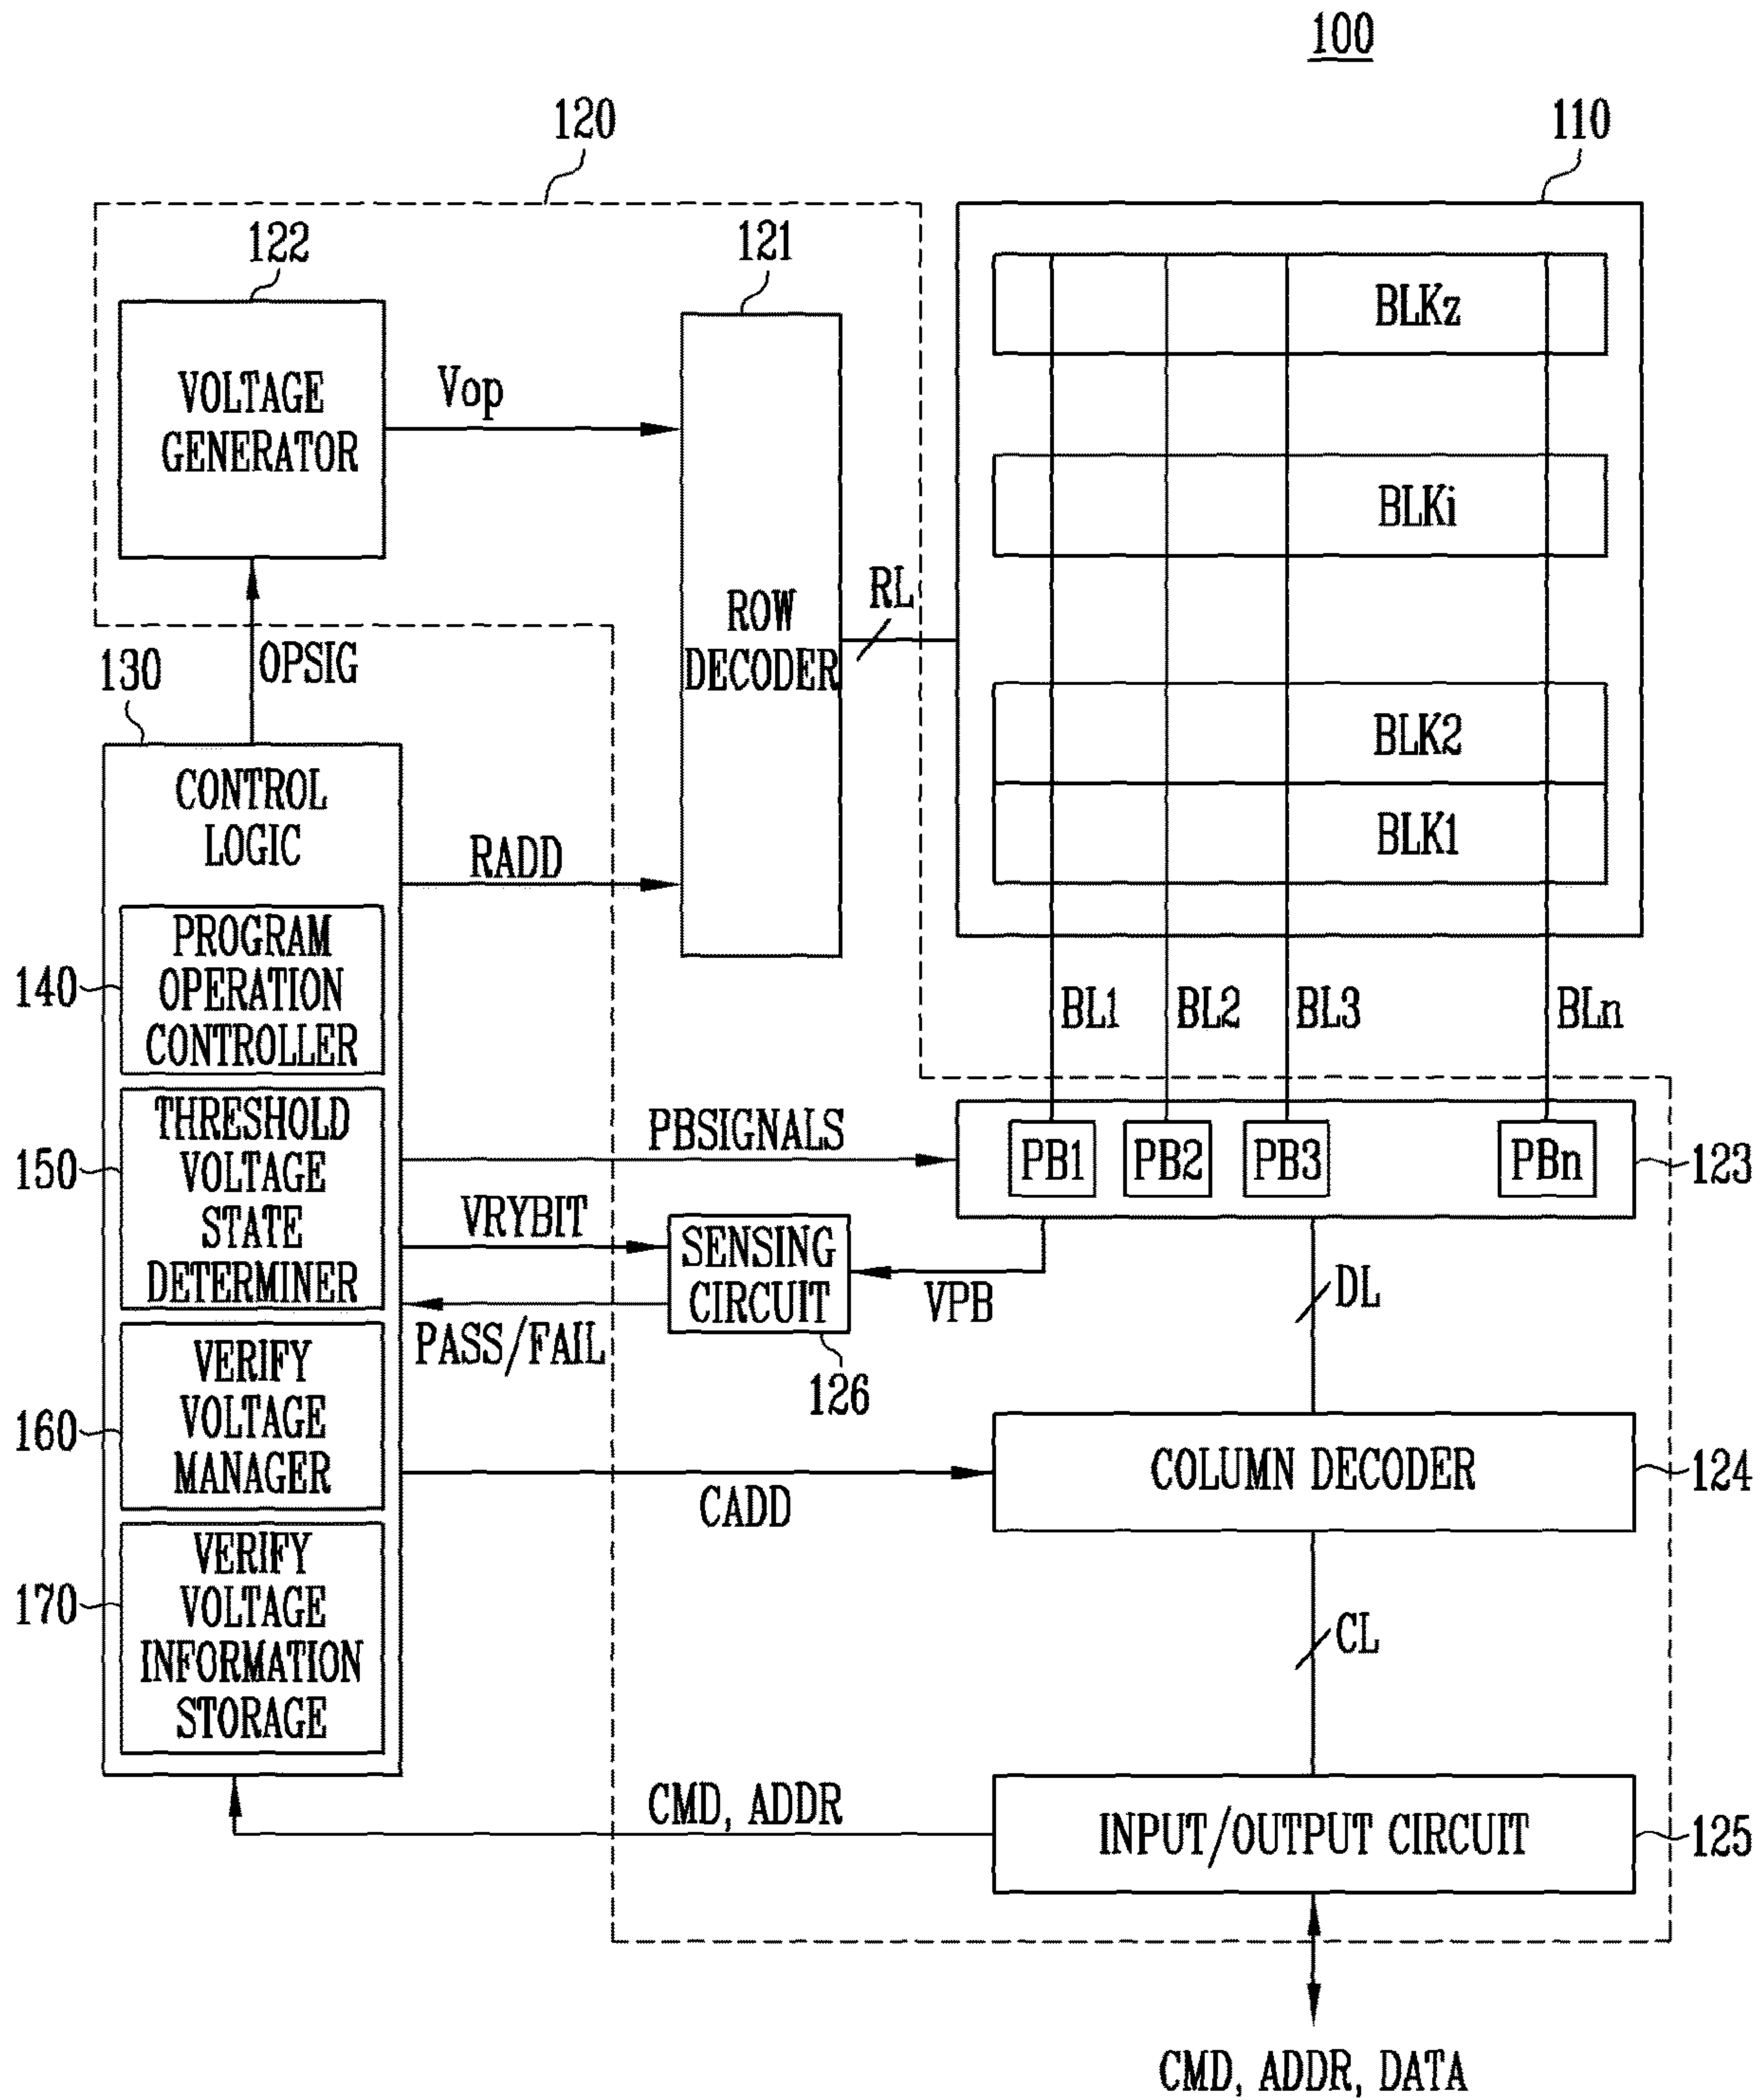 100
120
110
122
121
BLKz
VOLTAGE
GENERATOR
Vop
BLKi
RL
ROW
DECODER
130
OPSIG
BLK2
BLK1
CONTROL
LOGIC
RADD
PROGRAM
OPERATION
CONTROLLER
140
BL1
BL2
BL3
BLn
THRESHOLD
VOLTAGE
STATE
DETERMINER
150
PBSIGNALS
PB1
PB2
PB3
PBn
123
VRYBIT
SENSING
CIRCUIT
VPB
DL
PASS/FAIL
126
VERIFY
VOLTAGE
MANAGER
160
COLUMN DECODER
124
CADD
VERIFY
VOLTAGE
INFORMATION
STORAGE
170
CL
CMD, ADDR
INPUT/OUTPUT CIRCUIT
125
CMD, ADDR, DATA